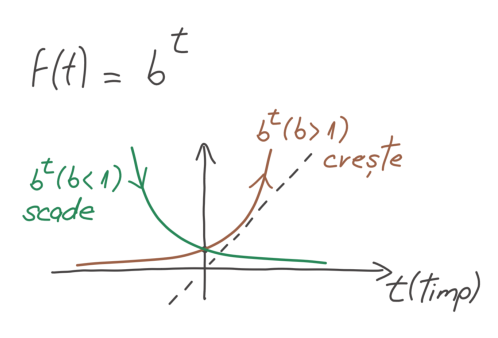 F(t) = b^t
b^t(b>1)
crește
b^t(b<1)
scade
t(timp)